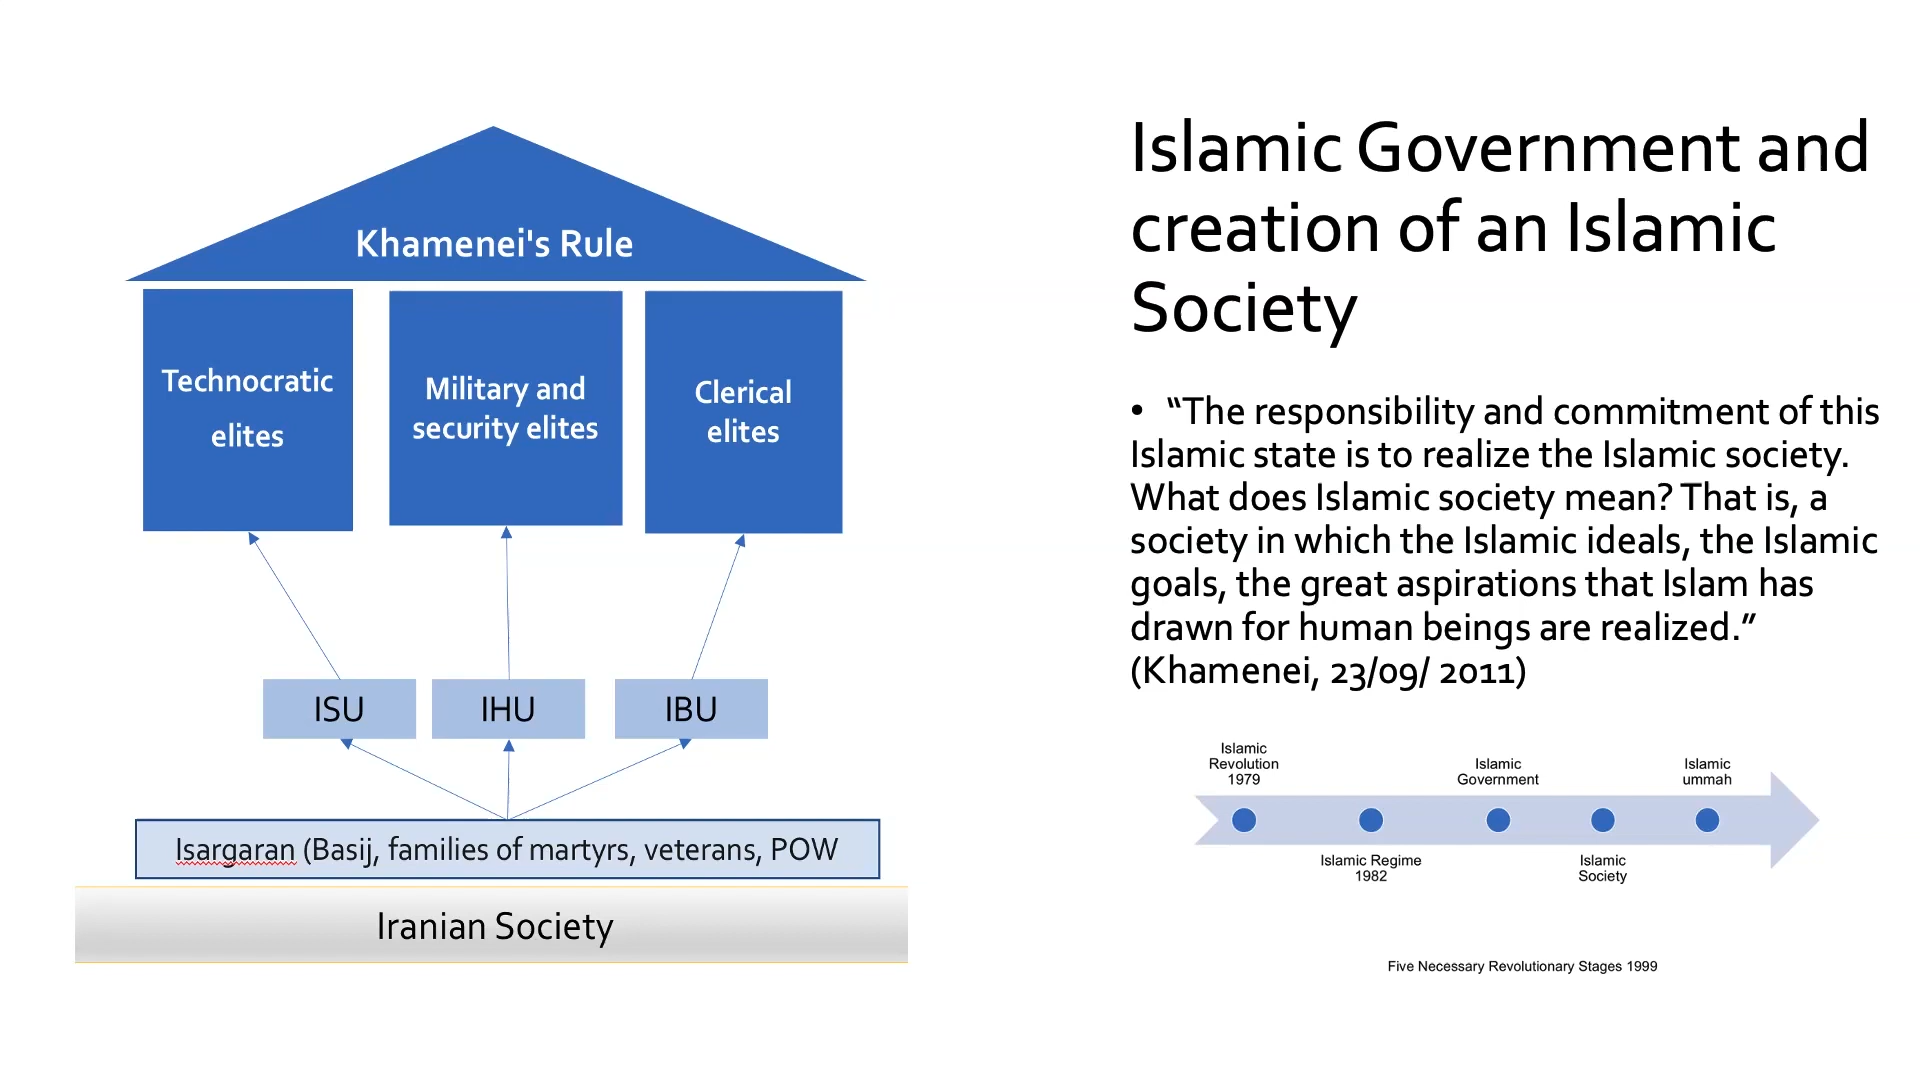 Khamenei's Rule
Technocratic
elites
Military and
security elites
Clerical
elites
ISU
IHU
IBU
Isargaran (Basij, families of martyrs, veterans, POW
Iranian Society
Islamic Government and
creation of an Islamic
Society
• “The responsibility and commitment of this
Islamic state is to realize the Islamic society.
What does Islamic society mean? That is, a
society in which the Islamic ideals, the Islamic
goals, the great aspirations that Islam has
drawn for human beings are realized.”
(Khamenei, 23/09/ 2011)
Islamic
Revolution
1979
Islamic Regime
1982
Islamic
Government
Islamic
Society
Islamic
ummah
Five Necessary Revolutionary Stages 1999